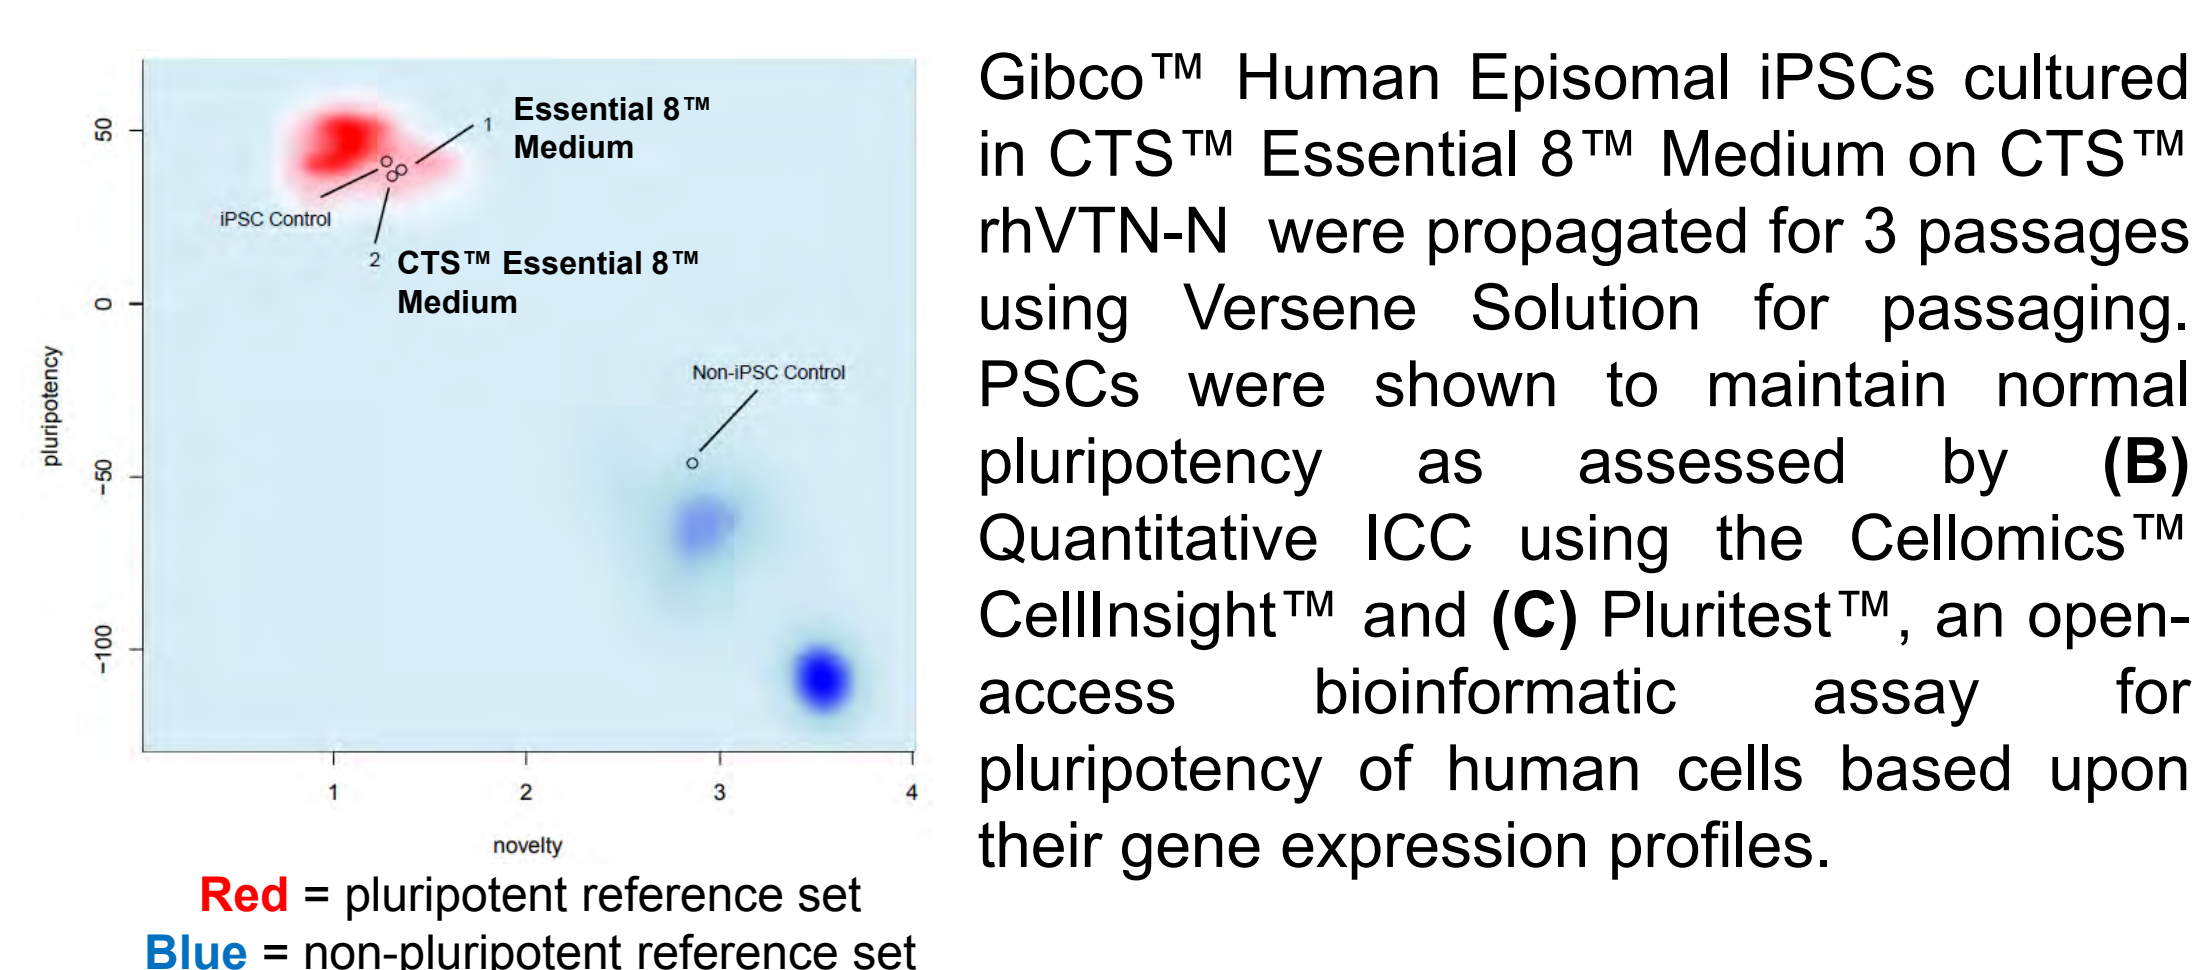 50
0
-50
-100
pluripotency
1
Essential 8™
Medium
iPSC Control
2
CTS™ Essential 8™
Medium
Non-iPSC Control
1
2
3
4
novelty
Red = pluripotent reference set
Blue = non-pluripotent reference set
Gibco™ Human Episomal iPSCs cultured
in CTS™ Essential 8™ Medium on CTS™
rhVTN-N were propagated for 3 passages
using Versene Solution for passaging.
PSCs were shown to maintain normal
pluripotency as assessed by (B)
Quantitative ICC using the Cellomics™
CellInsight™ and (C) Pluritest™, an open-
access bioinformatic assay for
pluripotency of human cells based upon
their gene expression profiles.